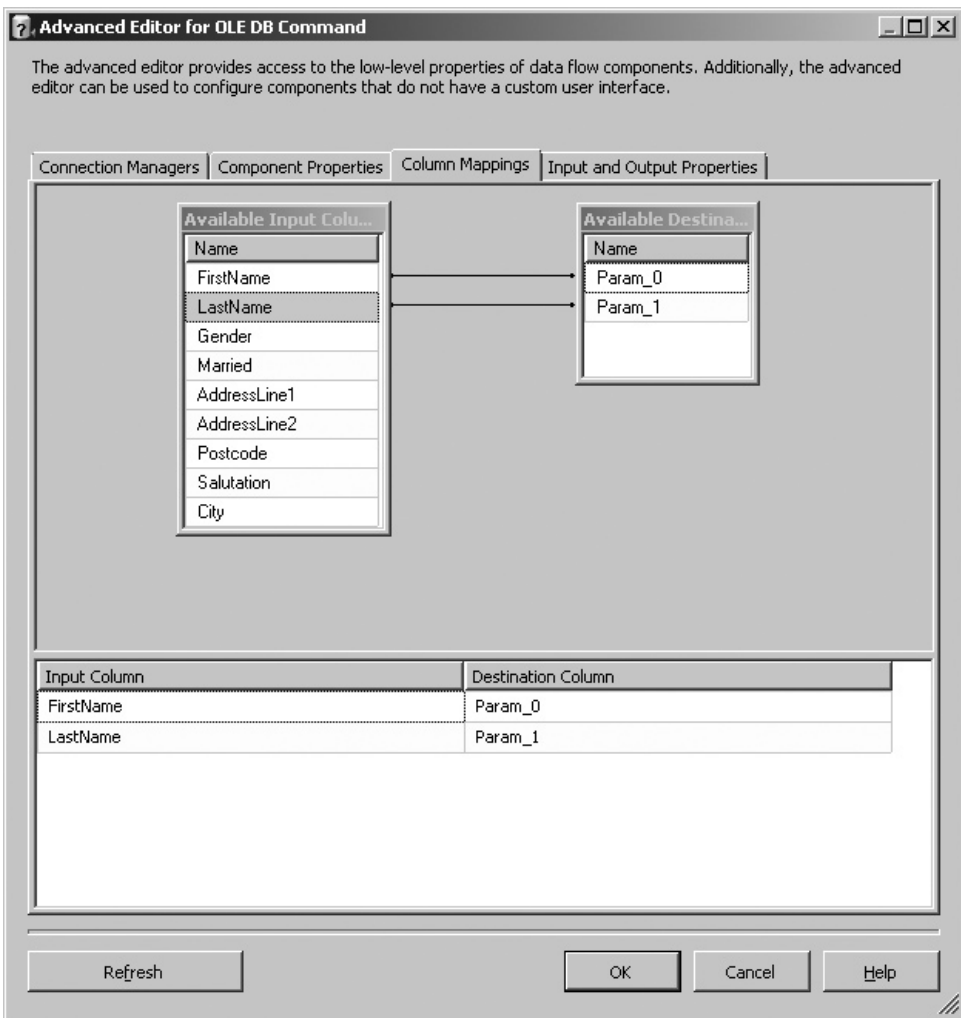 Advanced Editor for OLE DB Command
The advanced editor provides access to the low-level properties of data flow components. Additionally, the advanced
editor can be used to configure components that do not have a custom user interface.
Connection Managers Component Properties Column Mappings Input and Output Properties
Available Input Colu...
Name
FirstName
LastName
Gender
Married
AddressLine1
AddressLine2
Postcode
Salutation
City
Available Destina...
Name
Param_0
Param_1
Input Column Destination Column
FirstName Param_0
LastName Param_1
Refresh OK Cancel Help